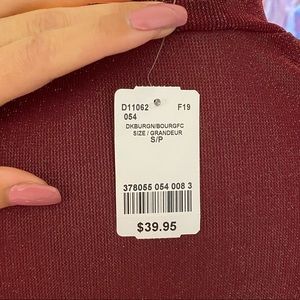 D11062 F19
054
DKBURGN/BOURGFC
SIZE / GRANDEUR
S/P
378055 054 008 3
$39.95